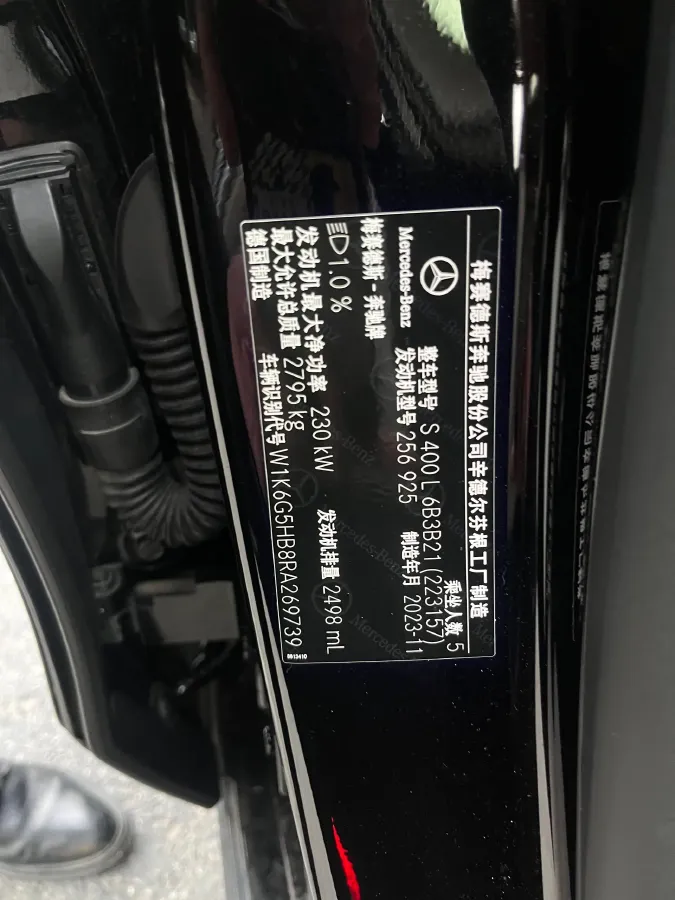 梅赛德斯奔驰股份公司辛德尔芬根工厂制造
Mercedes-Benz
整车型号 S 400 L 6B3B21 (223157)
乘坐人数 5
发动机型号 256 925 制造年月 2023-11
梅赛德斯-奔驰牌
1.0 %
发动机最大净功率 230 kW 发动机排量 2498 mL
最大允许总质量 2795 kg
德国制造 车辆识别代号 W1K6G5HB8RA269739